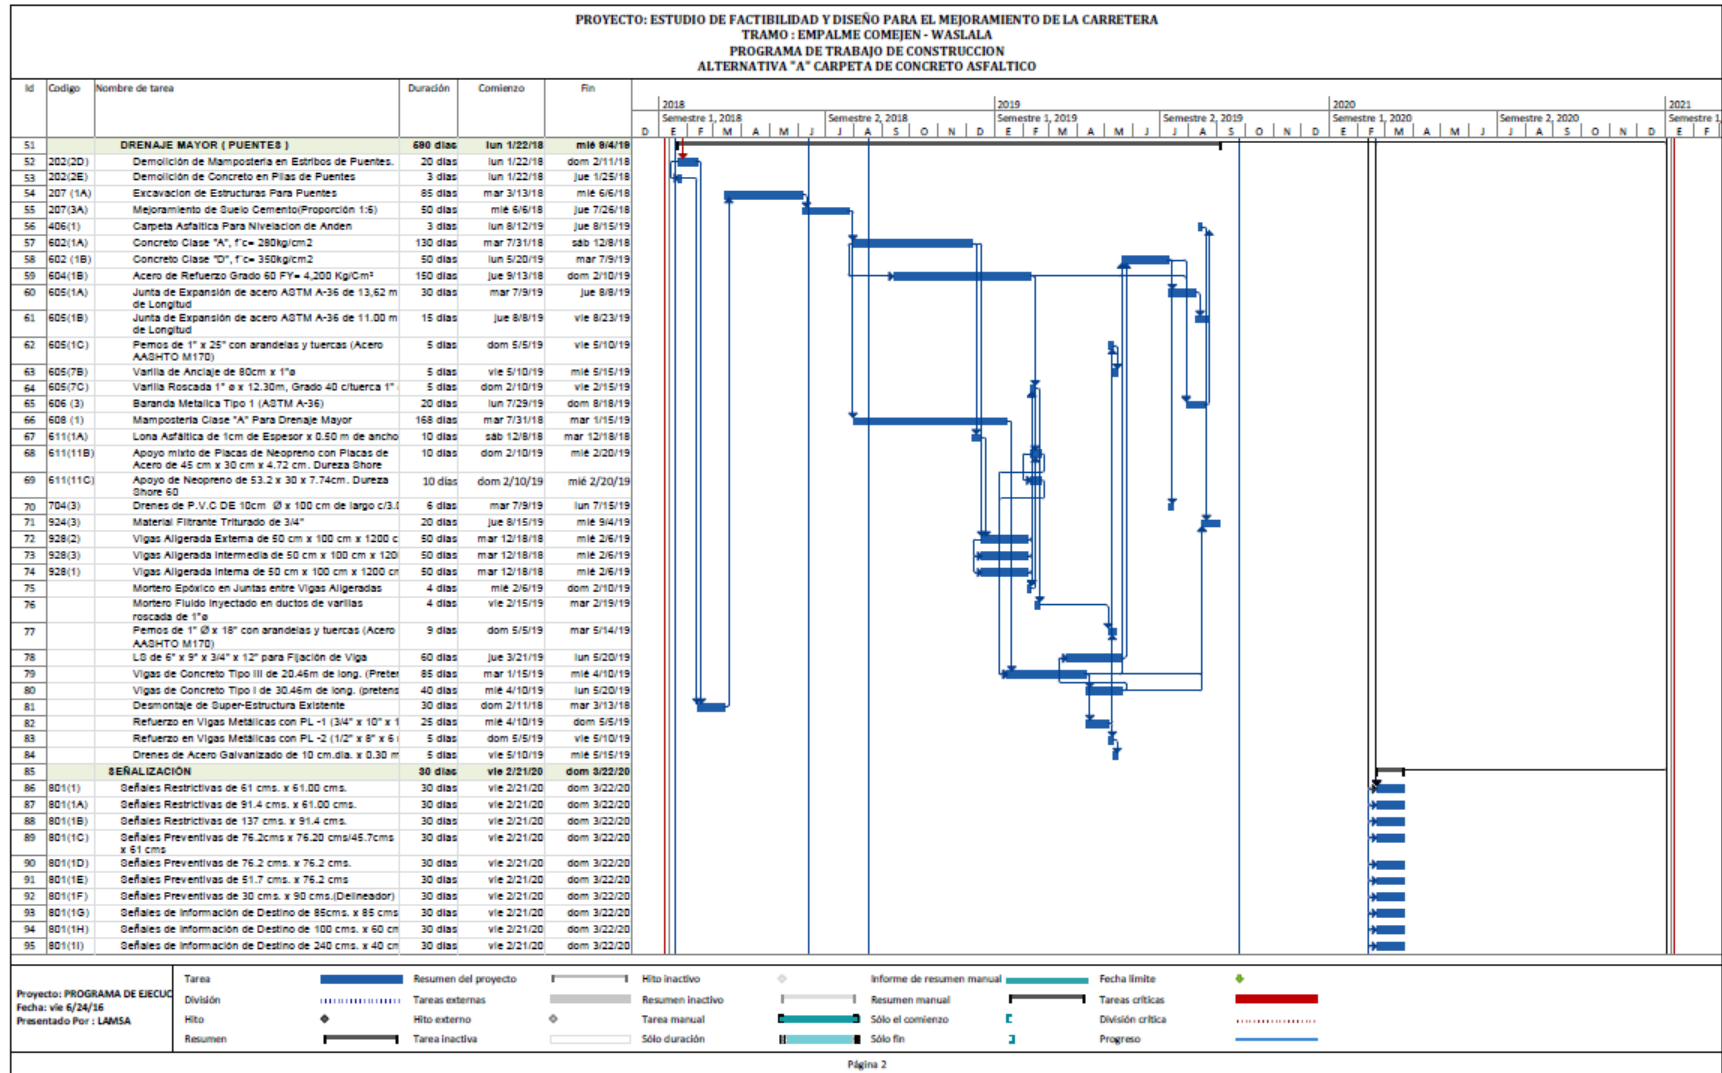 PROYECTO: ESTUDIO DE FACTIBILIDAD Y DISEÑO PARA EL MEJORAMIENTO DE LA CARRETERA
TRAMO : EMPALME COMEJEN - WASLALA
PROGRAMA DE TRABAJO DE CONSTRUCCION
ALTERNATIVA "A" CARPETA DE CONCRETO ASFALTICO
Id Codigo Nombre de tarea Duración Comienzo Fin
2018 2019 2020 2021
Semestre 1, 2018 Semestre 2, 2018 Semestre 1, 2019 Semestre 2, 2019 Semestre 1, 2020 Semestre 2, 2020 Semestre 1,
D E F M A M J J A S O N D E F M A M J J A S O N D E F M A M J J A S O N D E F
51 DRENAJE MAYOR ( PUENTES ) 590 días lun 1/22/18 mié 9/4/19
52 202(2D) Demolición de Mamposteria en Estribos de Puentes. 20 días lun 1/22/18 dom 2/11/18
53 202(2E) Demolición de Concreto en Pilas de Puentes 3 días lun 1/22/18 jue 1/25/18
54 207 (1A) Excavacion de Estructuras Para Puentes 85 días mar 3/13/18 mié 6/6/18
55 207(3A) Mejoramiento de Suelo Cemento(Proporción 1:6) 50 días mié 6/6/18 jue 7/26/18
56 406(1) Carpeta Asfaltica Para Nivelacion de Anden 3 días lun 8/12/19 jue 8/15/19
57 602(1A) Concreto Clase "A", f'c= 280kg/cm2 130 días mar 7/31/18 sáb 12/8/18
58 602 (1B) Concreto Clase "D", f'c= 350kg/cm2 50 días lun 5/20/19 mar 7/9/19
59 604(1B) Acero de Refuerzo Grado 60 FY= 4,200 Kg/Cm² 150 días jue 9/13/18 dom 2/10/19
60 605(1A) Junta de Expansión de acero ASTM A-36 de 13,62 m 30 días mar 7/9/19 jue 8/8/19
de Longitud
61 605(1B) Junta de Expansión de acero ASTM A-36 de 11.00 m 15 días jue 8/8/19 vie 8/23/19
de Longitud
62 605(1C) Pernos de 1" x 25" con arandelas y tuercas (Acero 5 días dom 5/5/19 vie 5/10/19
AASHTO M170)
63 605(7B) Varilla de Anclaje de 80cm x 1"ø 5 días vie 5/10/19 mié 5/15/19
64 605(7C) Varilla Roscada 1" ø x 12.30m, Grado 40 c/tuerca 1" 5 días dom 2/10/19 vie 2/15/19
65 606 (3) Baranda Metalica Tipo 1 (ASTM A-36) 20 días lun 7/29/19 dom 8/18/19
66 608 (1) Mamposteria Clase "A" Para Drenaje Mayor 168 días mar 7/31/18 mar 1/15/19
67 611(1A) Lona Asfáltica de 1cm de Espesor x 0.50 m de ancho 10 días sáb 12/8/18 mar 12/18/18
68 611(11B) Apoyo mixto de Placas de Neopreno con Placas de 10 días dom 2/10/19 mié 2/20/19
Acero de 45 cm x 30 cm x 4.72 cm. Dureza Shore
69 611(11C) Apoyo de Neopreno de 53.2 x 30 x 7.74cm. Dureza 10 días dom 2/10/19 mié 2/20/19
Shore 60
70 704(3) Drenes de P.V.C DE 10cm Ø x 100 cm de largo c/3.0 6 días mar 7/9/19 lun 7/15/19
71 924(3) Material Filtrante Triturado de 3/4" 20 días jue 8/15/19 mié 9/4/19
72 928(2) Vigas Aligerada Externa de 50 cm x 100 cm x 1200 c 50 días mar 12/18/18 mié 2/6/19
73 928(3) Vigas Aligerada Intermedia de 50 cm x 100 cm x 120 50 días mar 12/18/18 mié 2/6/19
74 928(1) Vigas Aligerada Interna de 50 cm x 100 cm x 1200 cm 50 días mar 12/18/18 mié 2/6/19
75 Mortero Epóxico en Juntas entre Vigas Aligeradas 4 días mié 2/6/19 dom 2/10/19
76 Mortero Fluido Inyectado en ductos de varillas 4 días vie 2/15/19 mar 2/19/19
roscada de 1"ø
77 Pernos de 1" Ø x 18" con arandelas y tuercas (Acero 9 días dom 5/5/19 mar 5/14/19
AASHTO M170)
78 LS de 6" x 9" x 3/4" x 12" para Fijación de Viga 60 días jue 3/21/19 lun 5/20/19
79 Vigas de Concreto Tipo III de 20.46m de long. (Preter 85 días mar 1/15/19 mié 4/10/19
80 Vigas de Concreto Tipo I de 30.46m de long. (pretens 40 días mié 4/10/19 lun 5/20/19
81 Desmontaje de Super-Estructura Existente 30 días dom 2/11/18 mar 3/13/18
82 Refuerzo en Vigas Metálicas con PL -1 (3/4" x 10" x 1 25 días mié 4/10/19 dom 5/5/19
83 Refuerzo en Vigas Metálicas con PL -2 (1/2" x 8" x 6 5 días dom 5/5/19 vie 5/10/19
84 Drenes de Acero Galvanizado de 10 cm.dia. x 0.30 m 5 días vie 5/10/19 mié 5/15/19
85 SEÑALIZACIÓN 30 días vie 2/21/20 dom 3/22/20
86 801(1) Señales Restrictivas de 61 cms. x 61.00 cms. 30 días vie 2/21/20 dom 3/22/20
87 801(1A) Señales Restrictivas de 91.4 cms. x 61.00 cms. 30 días vie 2/21/20 dom 3/22/20
88 801(1B) Señales Restrictivas de 137 cms. x 91.4 cms. 30 días vie 2/21/20 dom 3/22/20
89 801(1C) Señales Preventivas de 76.2cms x 76.20 cms/45.7cms 30 días vie 2/21/20 dom 3/22/20
x 61 cms
90 801(1D) Señales Preventivas de 76.2 cms. x 76.2 cms. 30 días vie 2/21/20 dom 3/22/20
91 801(1E) Señales Preventivas de 51.7 cms. x 76.2 cms 30 días vie 2/21/20 dom 3/22/20
92 801(1F) Señales Preventivas de 30 cms. x 90 cms.(Delineador) 30 días vie 2/21/20 dom 3/22/20
93 801(1G) Señales de Información de Destino de 85cms. x 85 cms 30 días vie 2/21/20 dom 3/22/20
94 801(1H) Señales de Información de Destino de 100 cms. x 60 cm 30 días vie 2/21/20 dom 3/22/20
95 801(1I) Señales de Información de Destino de 240 cms. x 40 cm 30 días vie 2/21/20 dom 3/22/20
Proyecto: PROGRAMA DE EJECUC
Fecha: vie 6/24/16
Presentado Por : LAMSA
Tarea Resumen del proyecto Hito inactivo Informe de resumen manual Fecha límite
División Tareas externas Resumen inactivo Resumen manual Tareas críticas
Hito Hito externo Tarea manual Sólo el comienzo División crítica
Resumen Tarea inactiva Sólo duración Sólo fin Progreso
Página 2